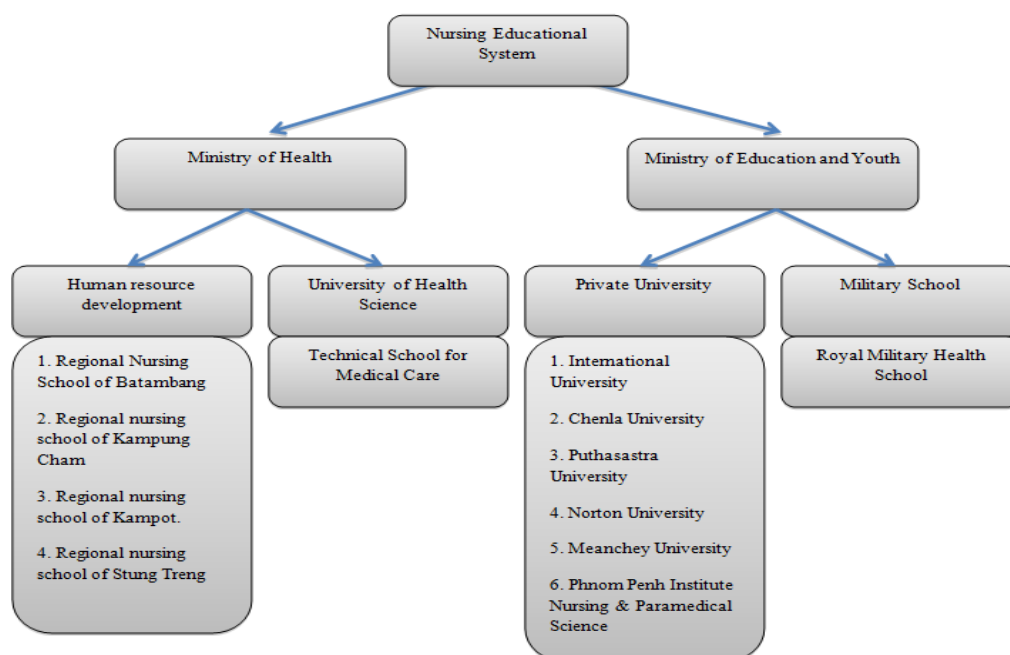 Nursing Educational
System
Ministry of Health
Ministry of Education and Youth
Human resource
development
University of Health
Science
Private University
Military School
1. Regional Nursing
School of Batambang
2. Regional nursing
school of Kampung
Cham
3. Regional nursing
school of Kampot.
4. Regional nursing
school of Stung Treng
Technical School for
Medical Care
1. International
University
2. Chenla University
3. Puthasastra
University
4. Norton University
5. Meanchey University
6. Phnom Penh Institute
Nursing & Paramedical
Science
Royal Military Health
School